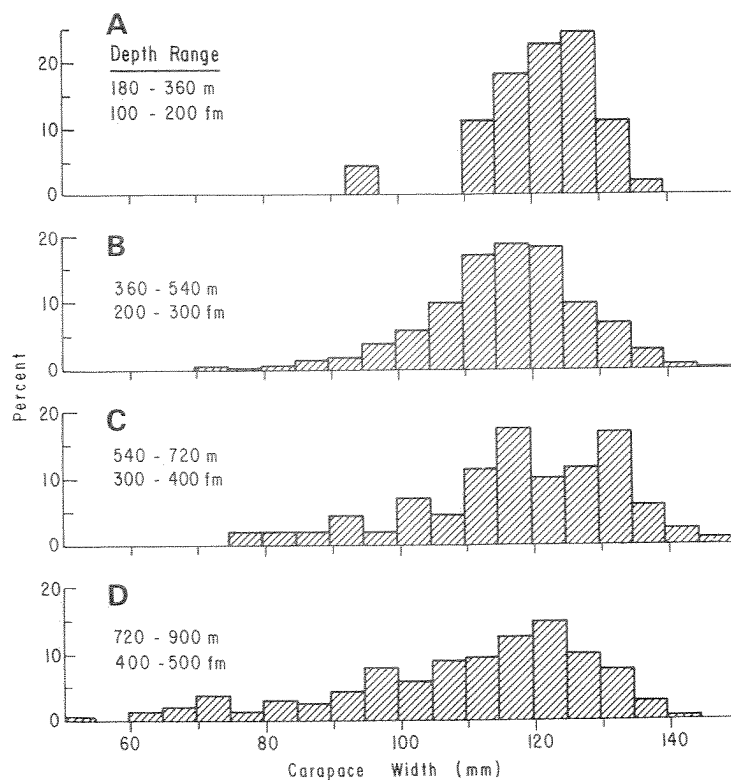 A
Depth Range
180 - 360 m
100 - 200 fm
20
10
0
B
360 - 540 m
200 - 300 fm
20
10
0
Percent
C
540 - 720 m
300 - 400 fm
20
10
0
D
720 - 900 m
400 - 500 fm
20
10
0
60 80 100 120 140
Carapace Width (mm)